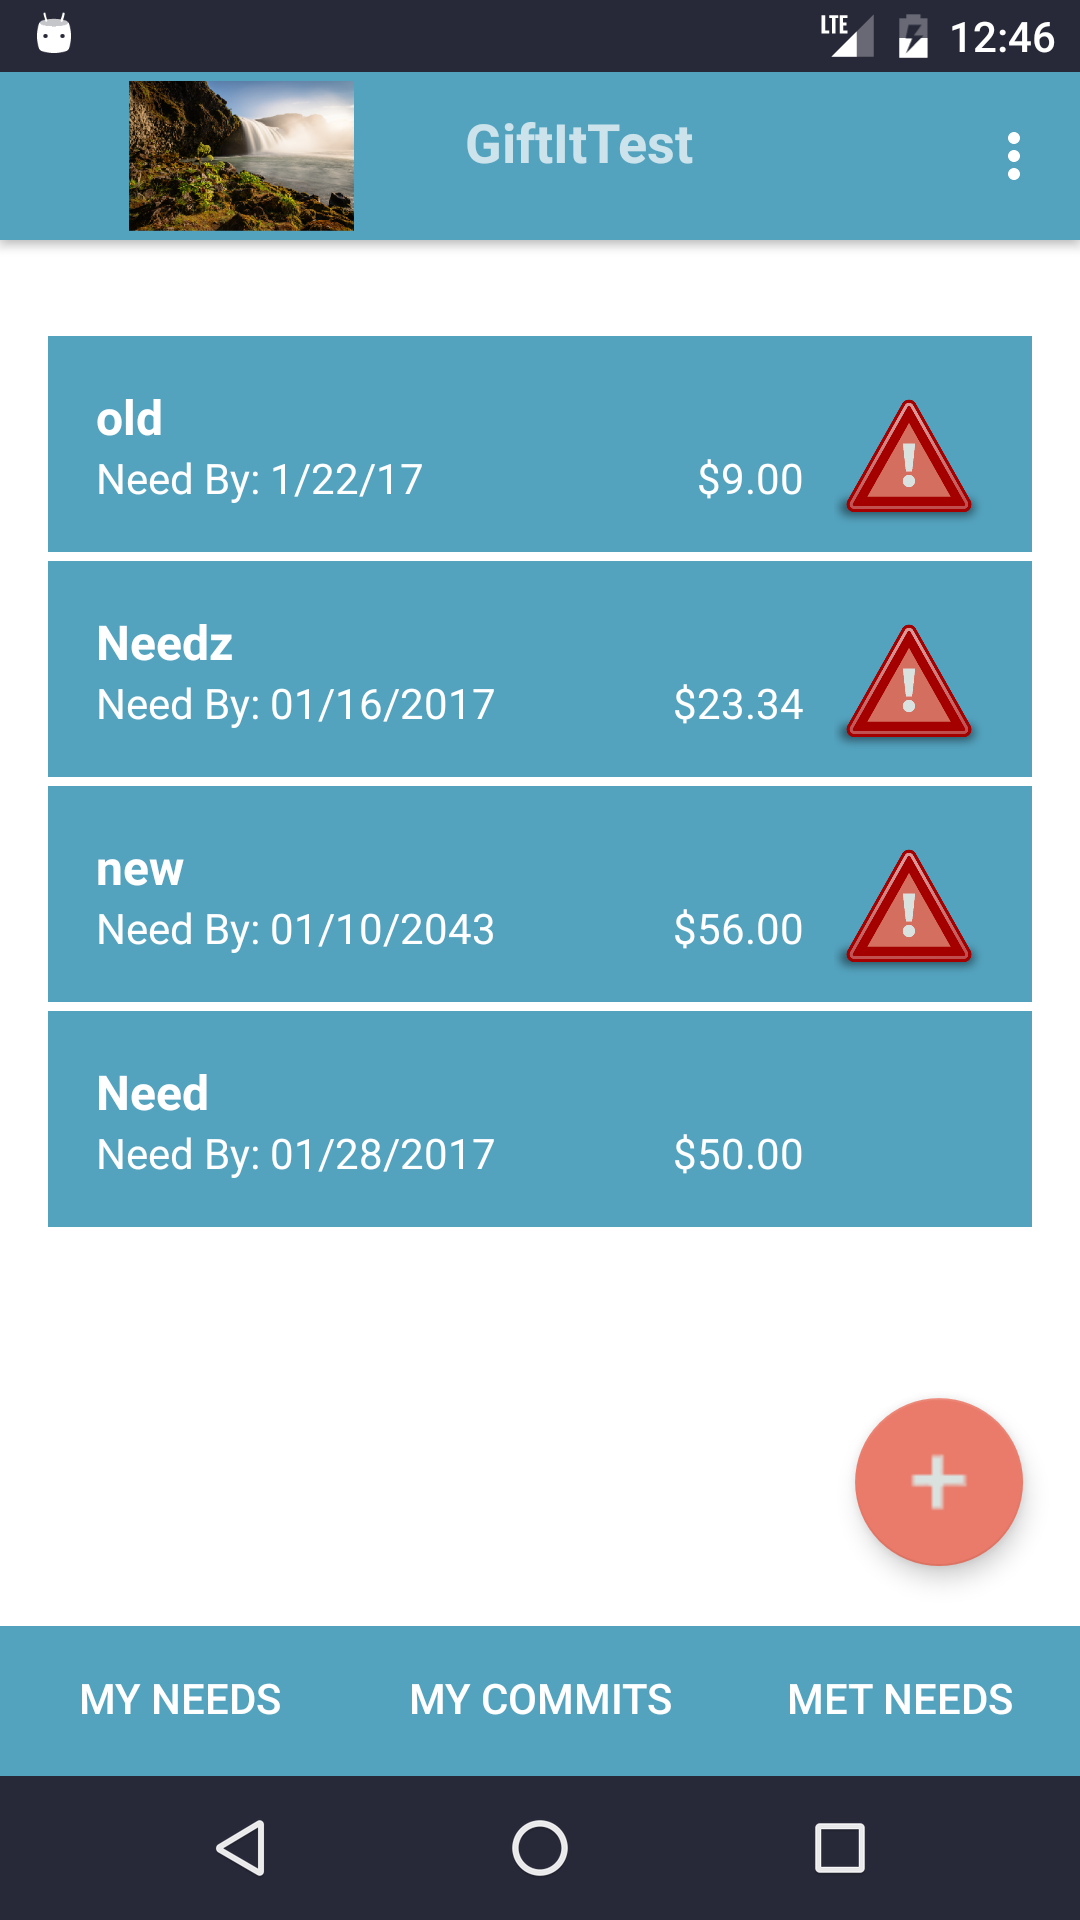 LTE 12:46
GiftItTest
old
Need By: 1/22/17 $9.00
Needz
Need By: 01/16/2017 $23.34
new
Need By: 01/10/2043 $56.00
Need
Need By: 01/28/2017 $50.00
MY NEEDS MY COMMITS MET NEEDS